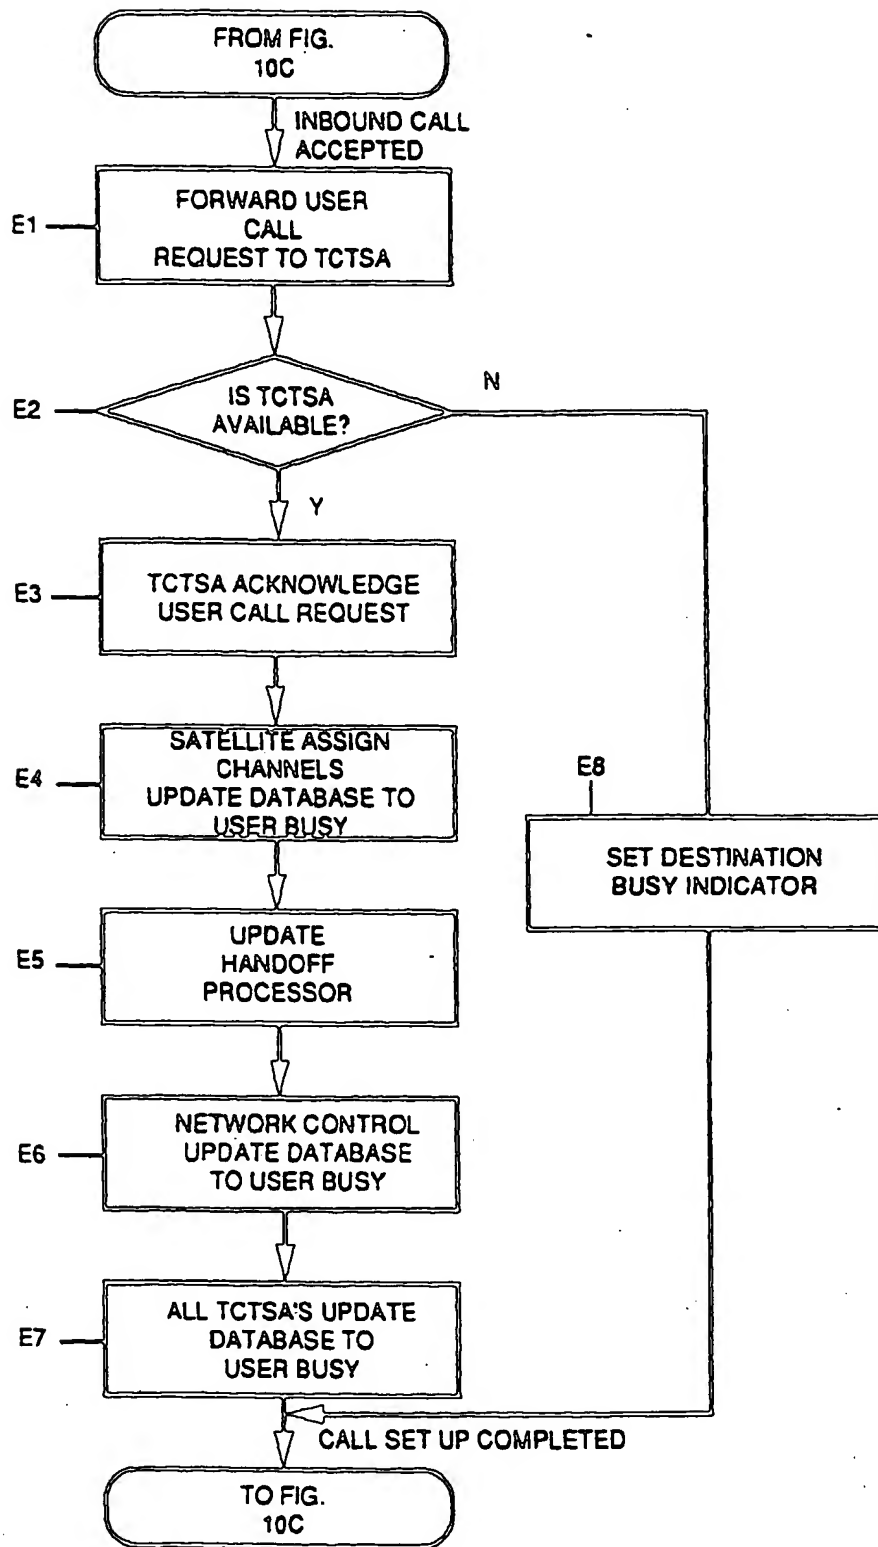 FROM FIG.
10C
INBOUND CALL
ACCEPTED
E1
FORWARD USER
CALL
REQUEST TO TCTSA
E2
IS TCTSA
AVAILABLE?
N
Y
E3
TCTSA ACKNOWLEDGE
USER CALL REQUEST
E4
SATELLITE ASSIGN
CHANNELS
UPDATE DATABASE TO
USER BUSY
E8
SET DESTINATION
BUSY INDICATOR
E5
UPDATE
HANDOFF
PROCESSOR
E6
NETWORK CONTROL
UPDATE DATABASE
TO USER BUSY
E7
ALL TCTSA'S UPDATE
DATABASE TO
USER BUSY
CALL SET UP COMPLETED
TO FIG.
10C